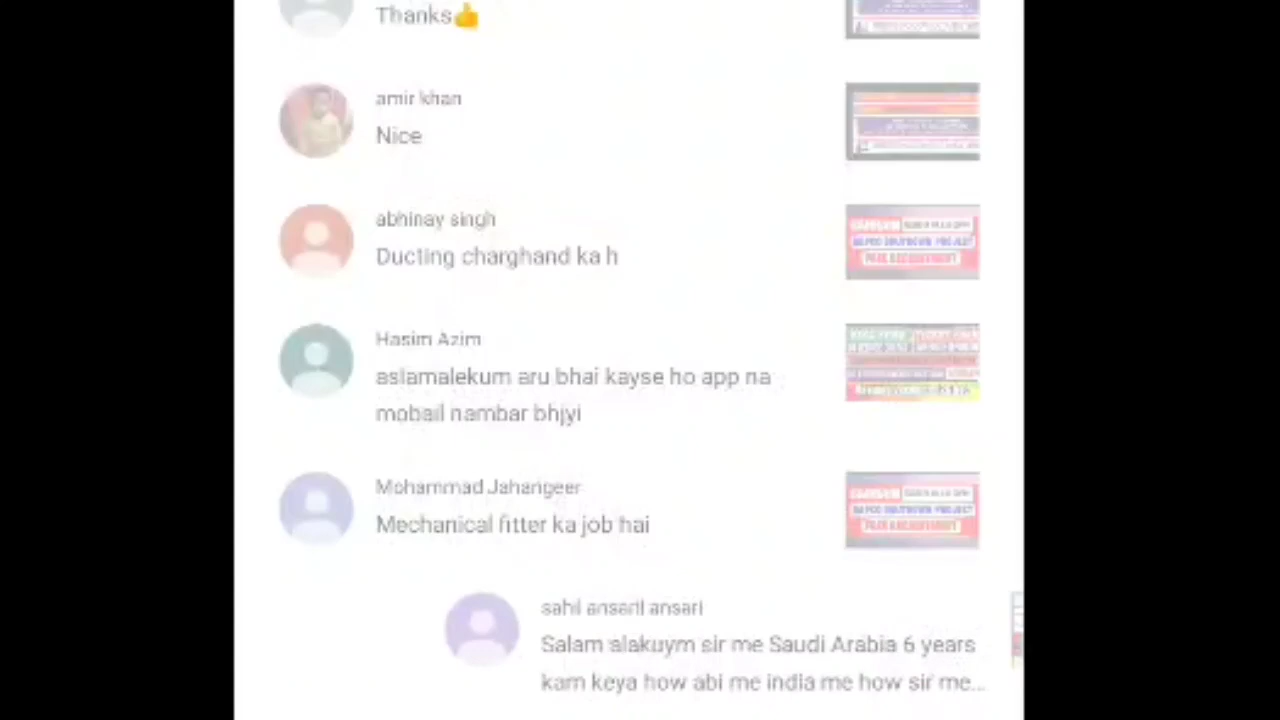 Thanks👍
amir khan
Nice
abhinay singh
Ducting charghand ka h
Hasim Azim
aslamalekum aru bhai kayse ho app na
mobail nambar bhjyi
Mohammad Jahangeer
Mechanical fitter ka job hai
sahil ansaril ansari
Salam alakuym sir me Saudi Arabia 6 years
kam keya how abi me india me how sir me...